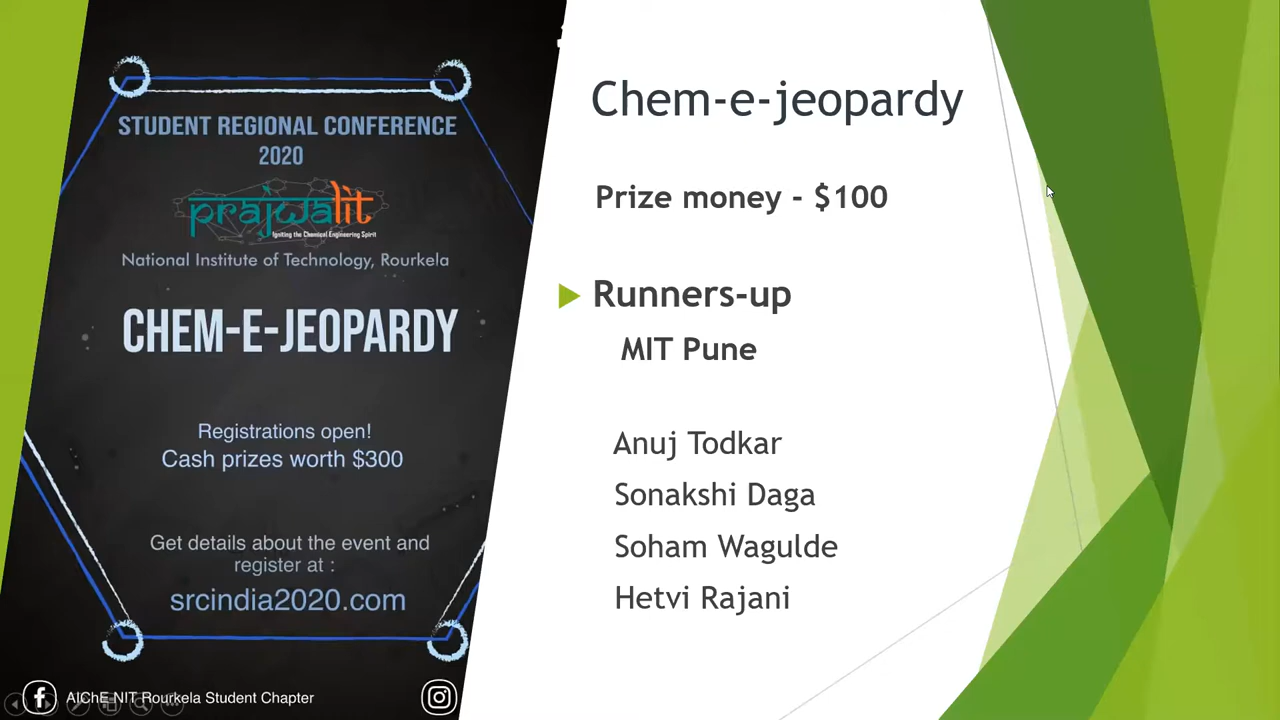 STUDENT REGIONAL CONFERENCE
2020
prajwalit
Igniting the Chemical Engineering Spirit
National Institute of Technology, Rourkela
CHEM-E-JEOPARDY
Registrations open!
Cash prizes worth $300
Get details about the event and
register at :
srcindia2020.com
AIChE NIT Rourkela Student Chapter
Chem-e-jeopardy
Prize money - $100
Runners-up
MIT Pune
Anuj Todkar
Sonakshi Daga
Soham Wagulde
Hetvi Rajani